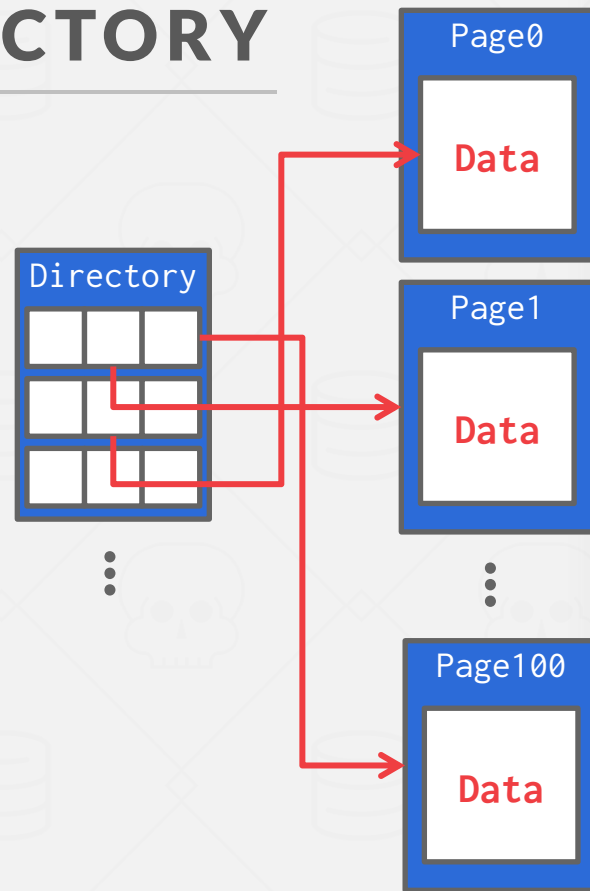 CTORY
Directory
Page0
Data
Page1
Data
Page100
Data